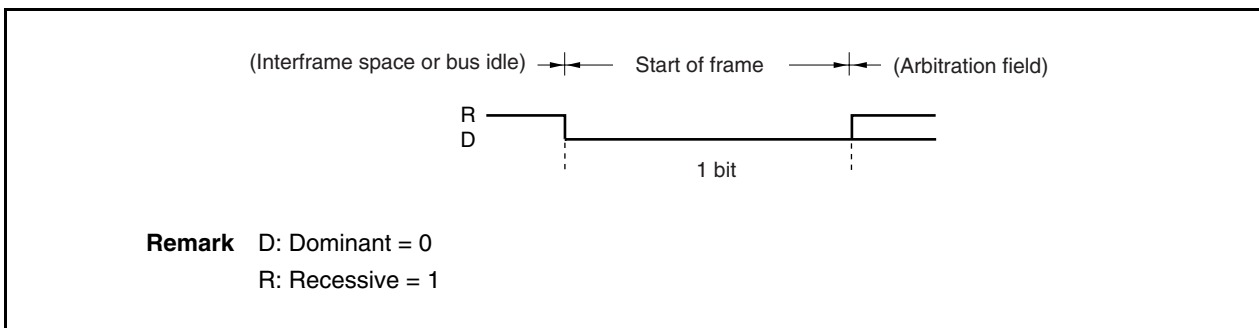 (Interframe space or bus idle) Start of frame (Arbitration field)
R
D
1 bit
Remark D: Dominant = 0
R: Recessive = 1